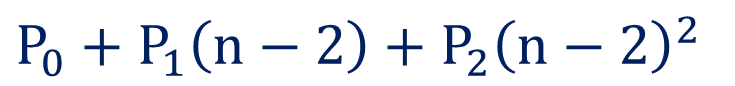 P₀ + P₁(n − 2) + P₂(n − 2)²